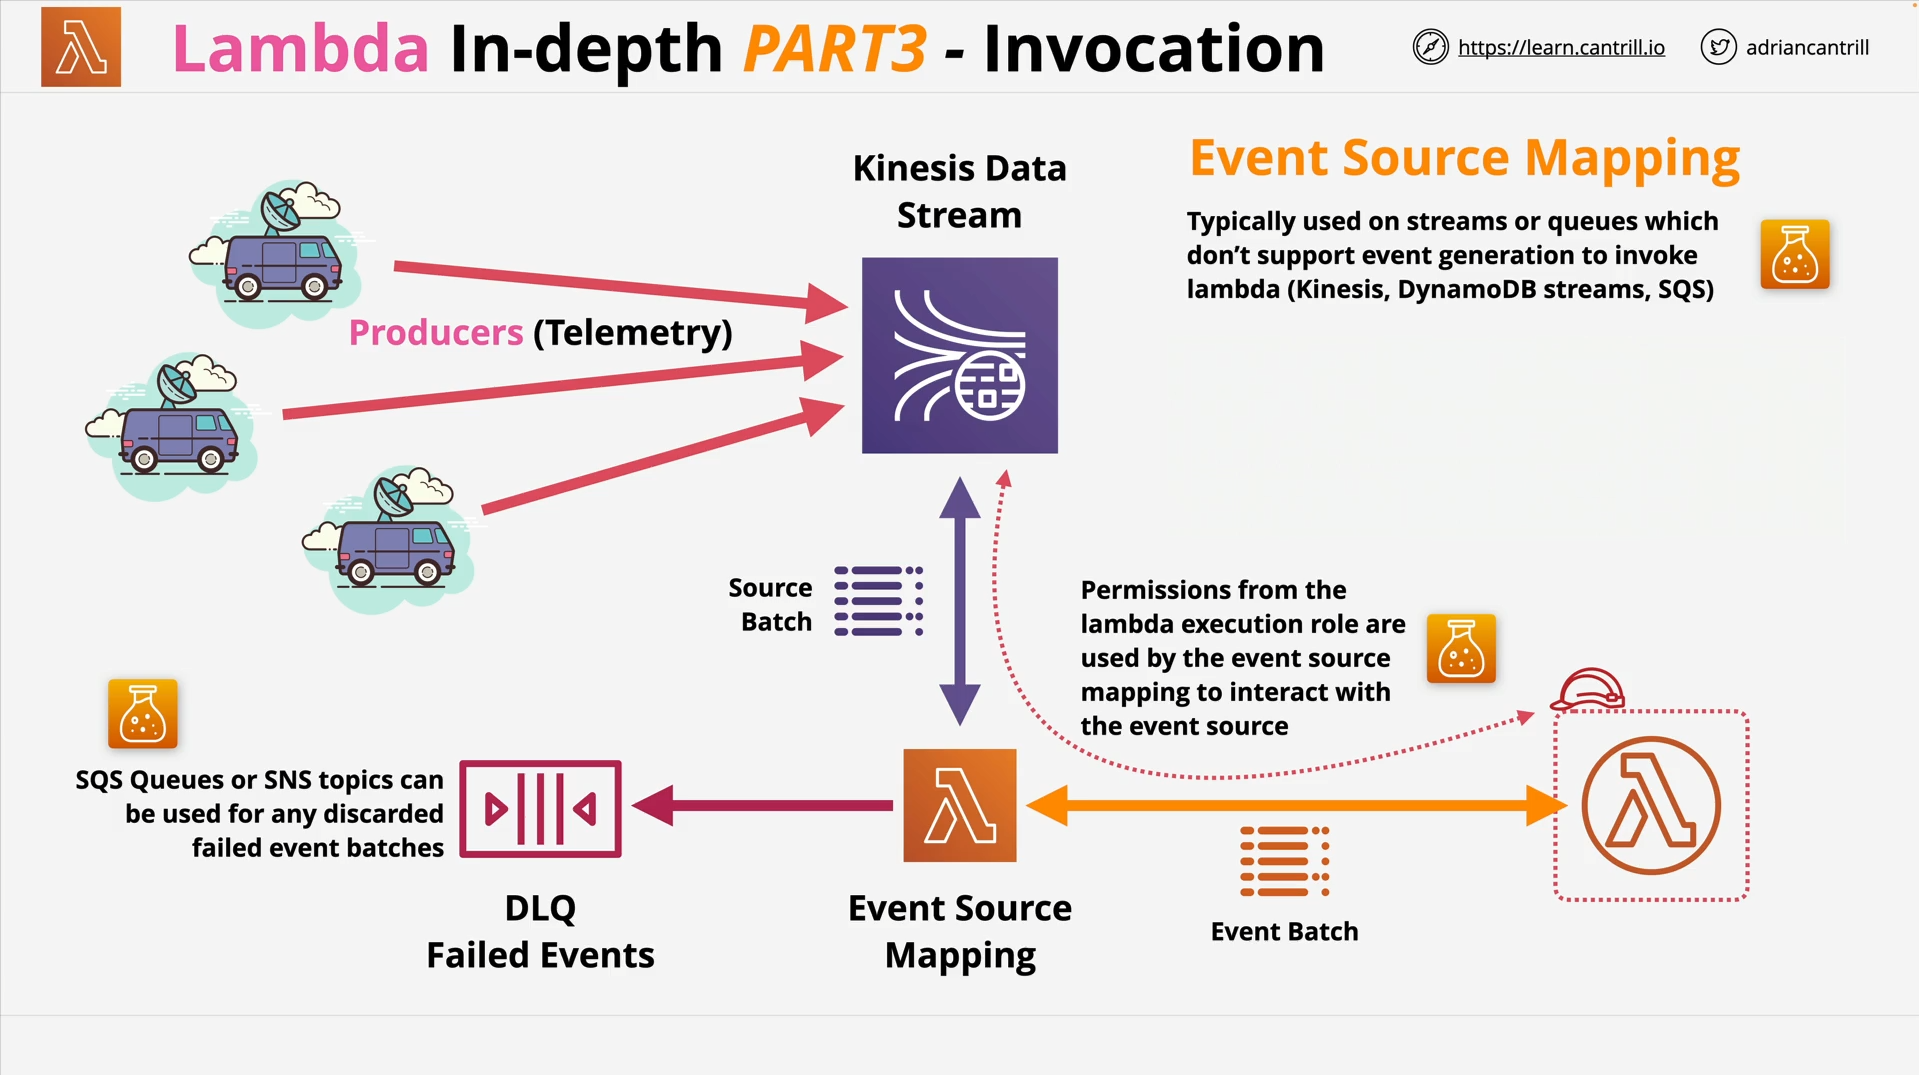 Lambda In-depth PART3 - Invocation
https://learn.cantrill.io
adriancantrill
Kinesis Data
Stream
Event Source Mapping
Typically used on streams or queues which
don’t support event generation to invoke
lambda (Kinesis, DynamoDB streams, SQS)
Producers (Telemetry)
Source
Batch
Permissions from the
lambda execution role are
used by the event source
mapping to interact with
the event source
SQS Queues or SNS topics can
be used for any discarded
failed event batches
DLQ
Failed Events
Event Source
Mapping
Event Batch